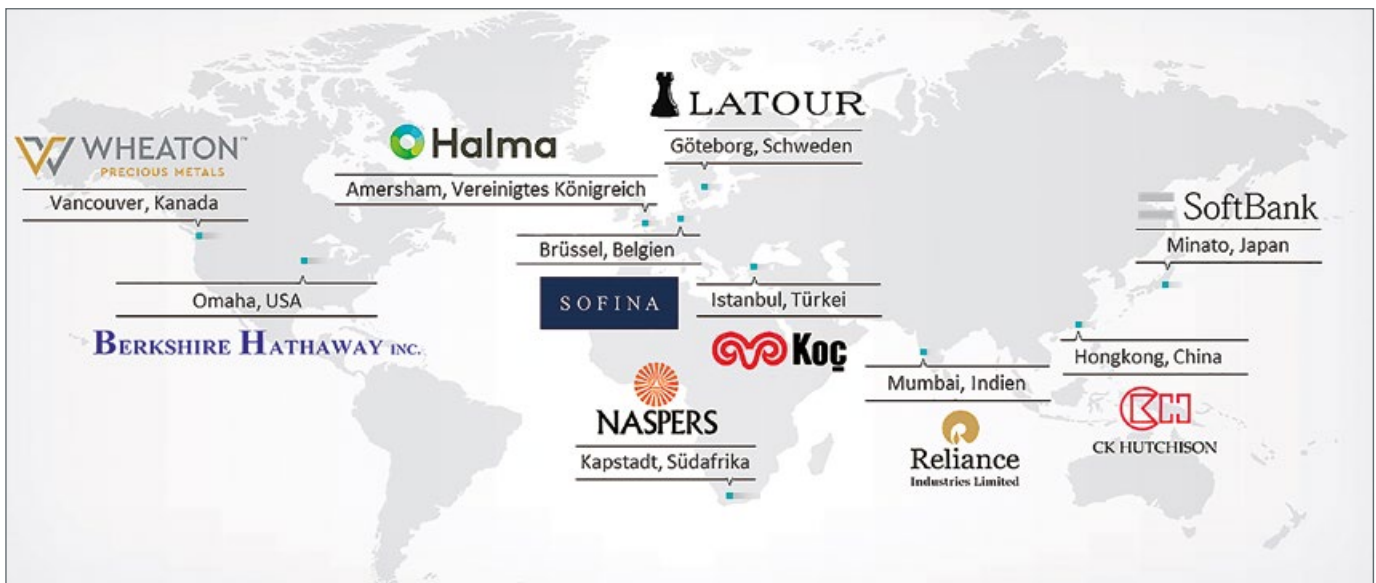 LATOUR
Göteborg, Schweden
WHEATON™
PRECIOUS METALS
Vancouver, Kanada
Halma
Amersham, Vereinigtes Königreich
SoftBank
Minato, Japan
Brüssel, Belgien
SOFINA
Omaha, USA
BERKSHIRE HATHAWAY INC.
Istanbul, Türkei
Koç
Hongkong, China
CK HUTCHISON
Mumbai, Indien
Reliance
Industries Limited
NASPERS
Kapstadt, Südafrika